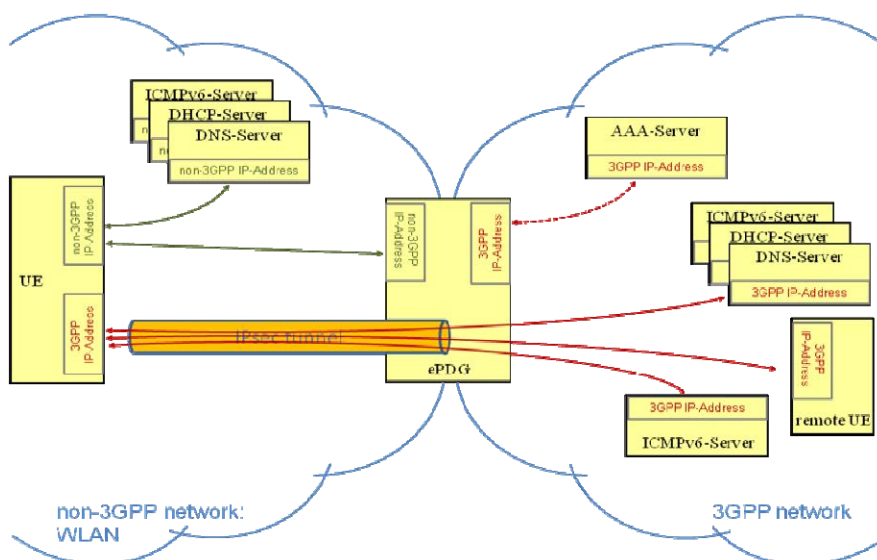 ICMPv6-Server
DHCP-Server
DNS-Server
non-3GPP IP-Address
AAA-Server
3GPP IP-Address
UE
non-3GPP
IP Address
3GPP
IP Address
IPsec tunnel
non-3GPP
IP-Address
3GPP
IP-Address
ePDG
ICMPv6-Server
DHCP-Server
DNS-Server
3GPP IP-Address
3GPP
IP-Address
remote UE
3GPP IP-Address
ICMPv6-Server
non-3GPP network:
WLAN
3GPP network